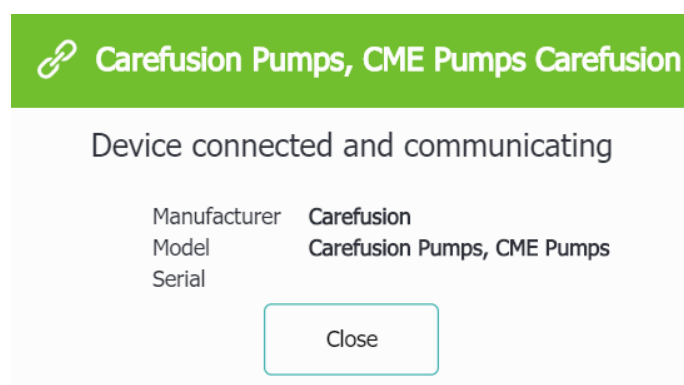 Carefusion Pumps, CME Pumps Carefusion
Device connected and communicating
Manufacturer Carefusion
Model Carefusion Pumps, CME Pumps
Serial
Close